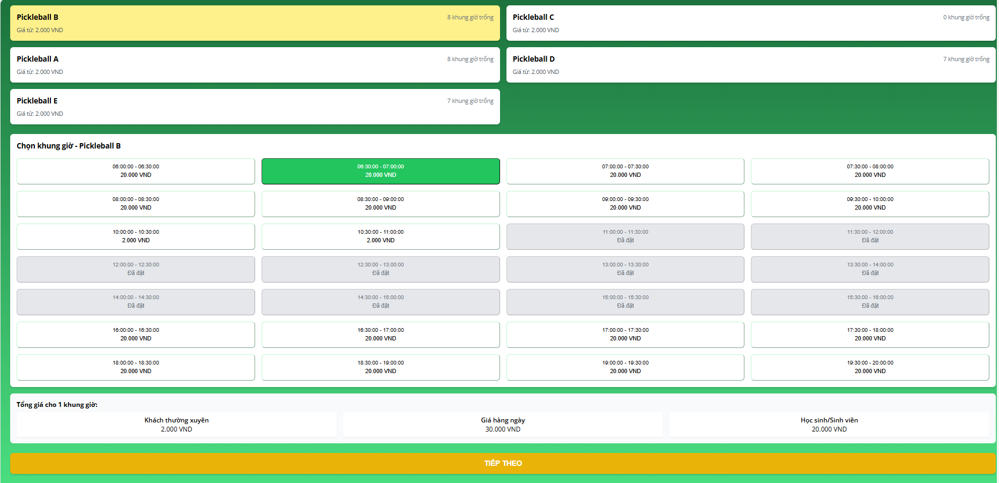 Pickleball B
8 khung giờ trống
Giá từ: 2.000 VND
Pickleball C
0 khung giờ trống
Giá từ: 2.000 VND
Pickleball A
8 khung giờ trống
Giá từ: 2.000 VND
Pickleball D
7 khung giờ trống
Giá từ: 2.000 VND
Pickleball E
7 khung giờ trống
Giá từ: 2.000 VND
Chọn khung giờ - Pickleball B
06:00:00 - 06:30:00
20.000 VND
06:30:00 - 07:00:00
20.000 VND
07:00:00 - 07:30:00
20.000 VND
07:30:00 - 08:00:00
20.000 VND
08:00:00 - 08:30:00
20.000 VND
08:30:00 - 09:00:00
20.000 VND
09:00:00 - 09:30:00
20.000 VND
09:30:00 - 10:00:00
20.000 VND
10:00:00 - 10:30:00
2.000 VND
10:30:00 - 11:00:00
2.000 VND
11:00:00 - 11:30:00
Đã đặt
11:30:00 - 12:00:00
Đã đặt
12:00:00 - 12:30:00
Đã đặt
12:30:00 - 13:00:00
Đã đặt
13:00:00 - 13:30:00
Đã đặt
13:30:00 - 14:00:00
Đã đặt
14:00:00 - 14:30:00
Đã đặt
14:30:00 - 15:00:00
Đã đặt
15:00:00 - 15:30:00
Đã đặt
15:30:00 - 16:00:00
Đã đặt
16:00:00 - 16:30:00
20.000 VND
16:30:00 - 17:00:00
20.000 VND
17:00:00 - 17:30:00
20.000 VND
17:30:00 - 18:00:00
20.000 VND
18:00:00 - 18:30:00
20.000 VND
18:30:00 - 19:00:00
20.000 VND
19:00:00 - 19:30:00
20.000 VND
19:30:00 - 20:00:00
20.000 VND
Tổng giá cho 1 khung giờ:
Khách thường xuyên
2.000 VND
Giá hàng ngày
30.000 VND
Học sinh/Sinh viên
20.000 VND
TIẾP THEO